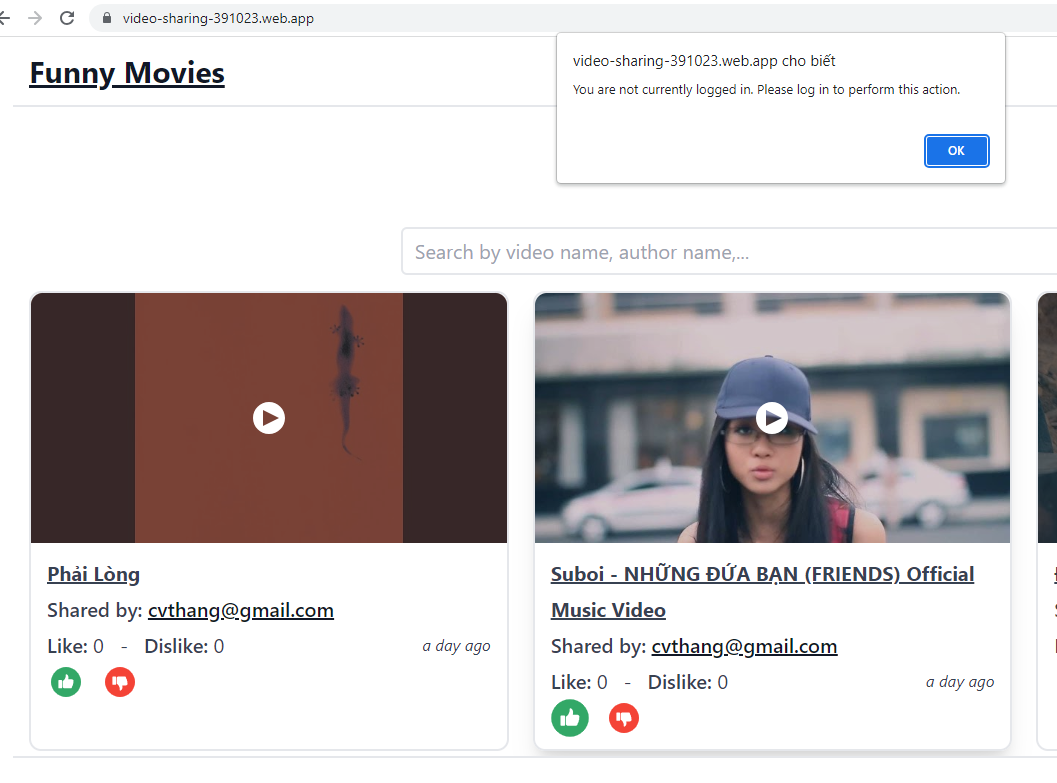 video-sharing-391023.web.app
Funny Movies
video-sharing-391023.web.app cho biết
You are not currently logged in. Please log in to perform this action.
OK
Search by video name, author name,...
Phải Lòng
Shared by: cvthang@gmail.com
Like: 0 - Dislike: 0
a day ago
Suboi - NHỮNG ĐỨA BẠN (FRIENDS) Official
Music Video
Shared by: cvthang@gmail.com
Like: 0 - Dislike: 0
a day ago